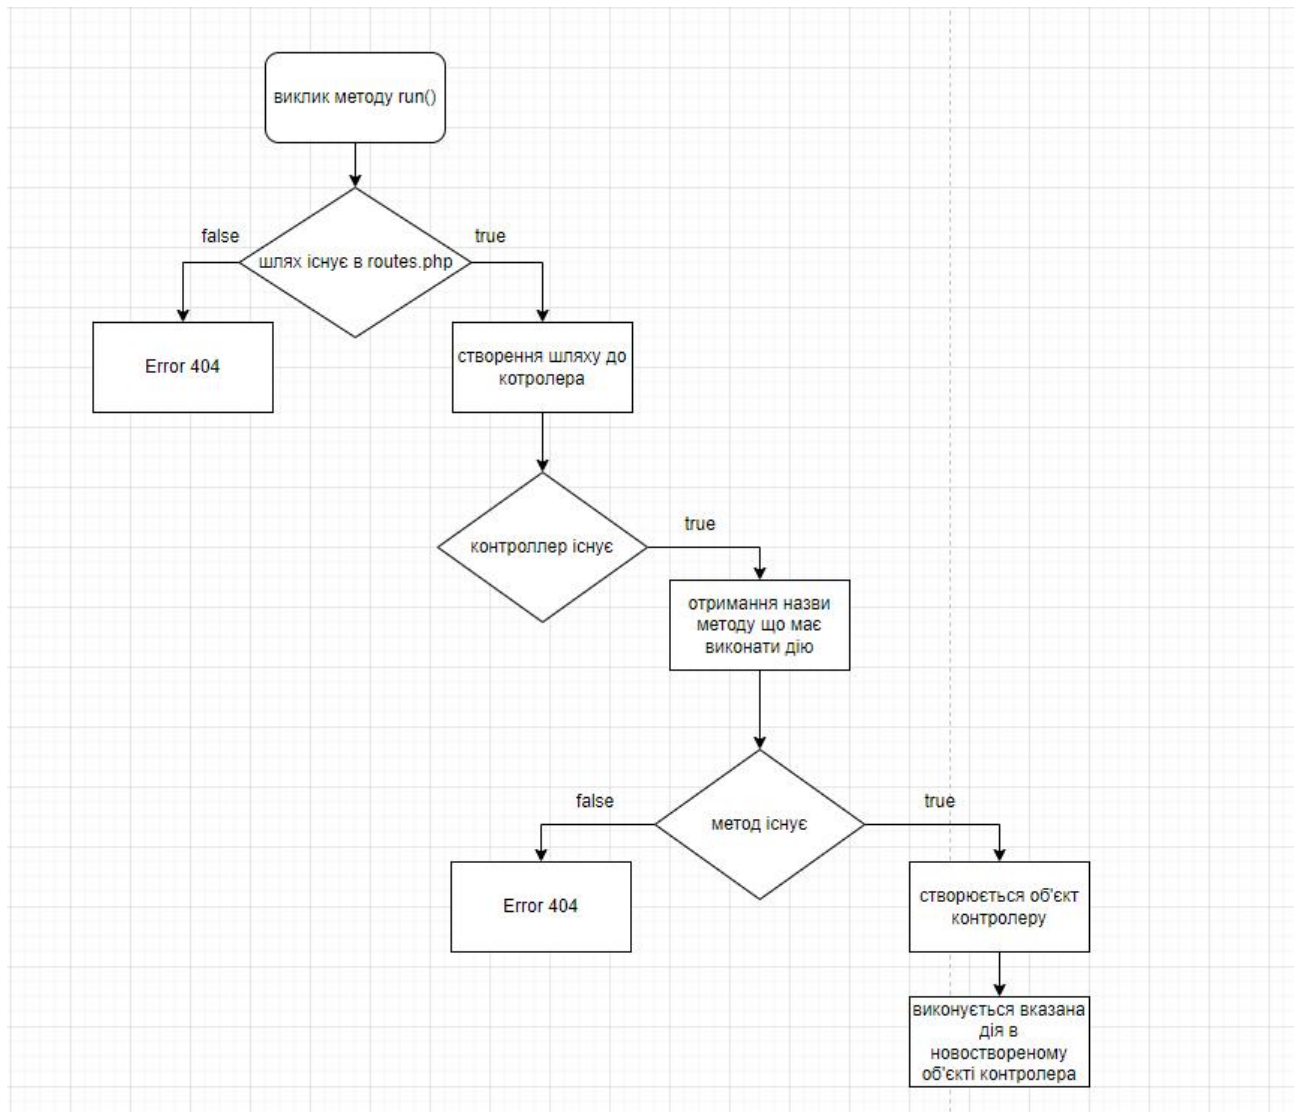 виклик методу run()
false
true
шлях існує в routes.php
Error 404
створення шляху до
котролера
true
контроллер існує
отримання назви
методу що має
виконати дію
false
true
метод існує
Error 404
створюється об'єкт
контролеру
виконується вказана
дія в
новоствореному
об'єкті контролера